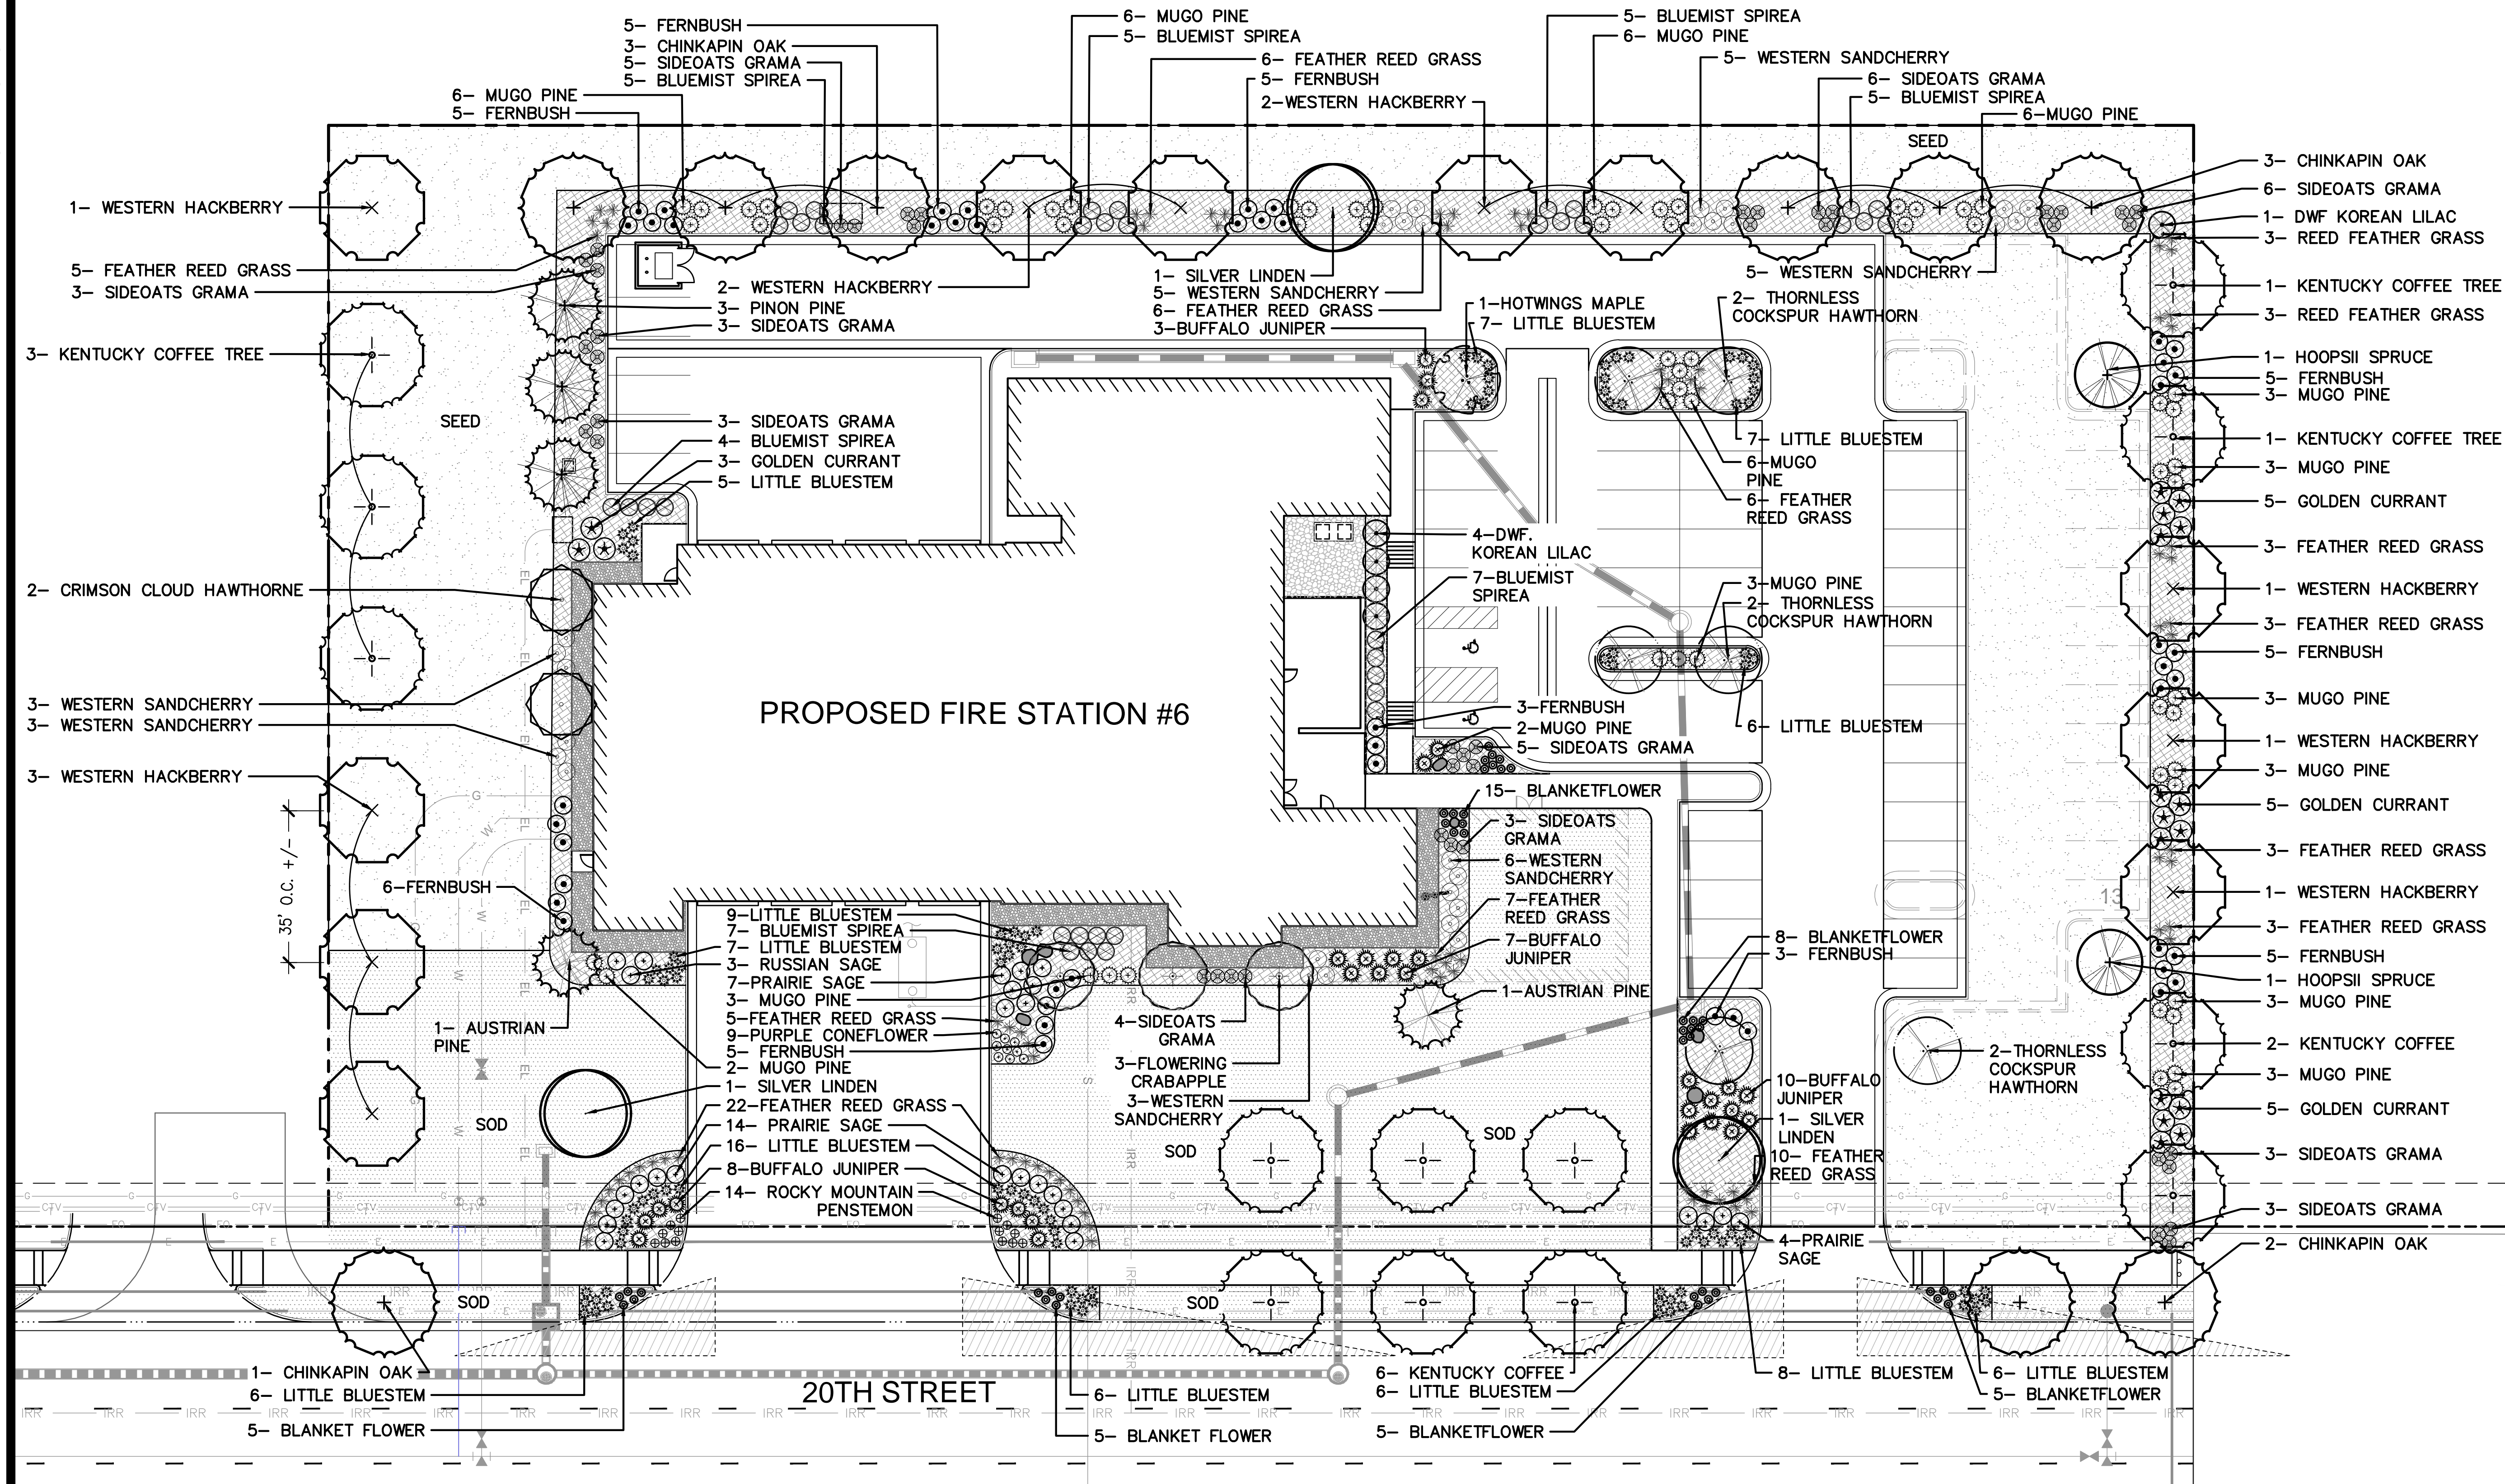 5– FERNBUSH
3– CHINKAPIN OAK
5– SIDEOATS GRAMA
5– BLUEMIST SPIREA
6– MUGO PINE
5– FERNBUSH
6– MUGO PINE
5– BLUEMIST SPIREA
6– FEATHER REED GRASS
5– FERNBUSH
2–WESTERN HACKBERRY
5– BLUEMIST SPIREA
6– MUGO PINE
5– WESTERN SANDCHERRY
6– SIDEOATS GRAMA
5– BLUEMIST SPIREA
6–MUGO PINE
SEED
1– WESTERN HACKBERRY
5– FEATHER REED GRASS
3– SIDEOATS GRAMA
3– KENTUCKY COFFEE TREE
SEED
2– CRIMSON CLOUD HAWTHORNE
3– WESTERN SANDCHERRY
3– WESTERN SANDCHERRY
3– WESTERN HACKBERRY
35' O.C. +/–
6–FERNBUSH
1– AUSTRIAN
PINE
2– WESTERN HACKBERRY
3– PINON PINE
3– SIDEOATS GRAMA
3– SIDEOATS GRAMA
4– BLUEMIST SPIREA
3– GOLDEN CURRANT
5– LITTLE BLUESTEM
1– SILVER LINDEN
5– WESTERN SANDCHERRY
6– FEATHER REED GRASS
3–BUFFALO JUNIPER
1–HOTWINGS MAPLE
7– LITTLE BLUESTEM
5– WESTERN SANDCHERRY
2– THORNLESS
COCKSPUR HAWTHORN
7– LITTLE BLUESTEM
6–MUGO
PINE
6– FEATHER
REED GRASS
4–DWF.
KOREAN LILAC
7–BLUEMIST
SPIREA
3–MUGO PINE
2– THORNLESS
COCKSPUR HAWTHORN
6– LITTLE BLUESTEM
3–FERNBUSH
2–MUGO PINE
5– SIDEOATS GRAMA
PROPOSED FIRE STATION #6
15– BLANKETFLOWER
3– SIDEOATS
GRAMA
6–WESTERN
SANDCHERRY
7–FEATHER
REED GRASS
7–BUFFALO
JUNIPER
1–AUSTRIAN PINE
8– BLANKETFLOWER
3– FERNBUSH
9–LITTLE BLUESTEM
7– BLUEMIST SPIREA
7– LITTLE BLUESTEM
3– RUSSIAN SAGE
7–PRAIRIE SAGE
3– MUGO PINE
5–FEATHER REED GRASS
9–PURPLE CONEFLOWER
5– FERNBUSH
2– MUGO PINE
1– SILVER LINDEN
22–FEATHER REED GRASS
14– PRAIRIE SAGE
16– LITTLE BLUESTEM
8–BUFFALO JUNIPER
14– ROCKY MOUNTAIN
PENSTEMON
4–SIDEOATS
GRAMA
3–FLOWERING
CRABAPPLE
3–WESTERN
SANDCHERRY
SOD
SOD
SOD
10–BUFFALO
JUNIPER
1– SILVER
LINDEN
10– FEATHER
REED GRASS
4–PRAIRIE
SAGE
2–THORNLESS
COCKSPUR
HAWTHORN
13
3– CHINKAPIN OAK
6– SIDEOATS GRAMA
1– DWF KOREAN LILAC
3– REED FEATHER GRASS
1– KENTUCKY COFFEE TREE
3– REED FEATHER GRASS
1– HOOPSII SPRUCE
5– FERNBUSH
3– MUGO PINE
1– KENTUCKY COFFEE TREE
3– MUGO PINE
5– GOLDEN CURRANT
3– FEATHER REED GRASS
1– WESTERN HACKBERRY
3– FEATHER REED GRASS
5– FERNBUSH
3– MUGO PINE
1– WESTERN HACKBERRY
3– MUGO PINE
5– GOLDEN CURRANT
3– FEATHER REED GRASS
1– WESTERN HACKBERRY
3– FEATHER REED GRASS
5– FERNBUSH
1– HOOPSII SPRUCE
3– MUGO PINE
2– KENTUCKY COFFEE
3– MUGO PINE
5– GOLDEN CURRANT
3– SIDEOATS GRAMA
3– SIDEOATS GRAMA
2– CHINKAPIN OAK
SOD
SOD
1– CHINKAPIN OAK
6– LITTLE BLUESTEM
5– BLANKET FLOWER
20TH STREET
6– LITTLE BLUESTEM
5– BLANKET FLOWER
6– KENTUCKY COFFEE
6– LITTLE BLUESTEM
5– BLANKETFLOWER
8– LITTLE BLUESTEM
6– LITTLE BLUESTEM
5– BLANKETFLOWER